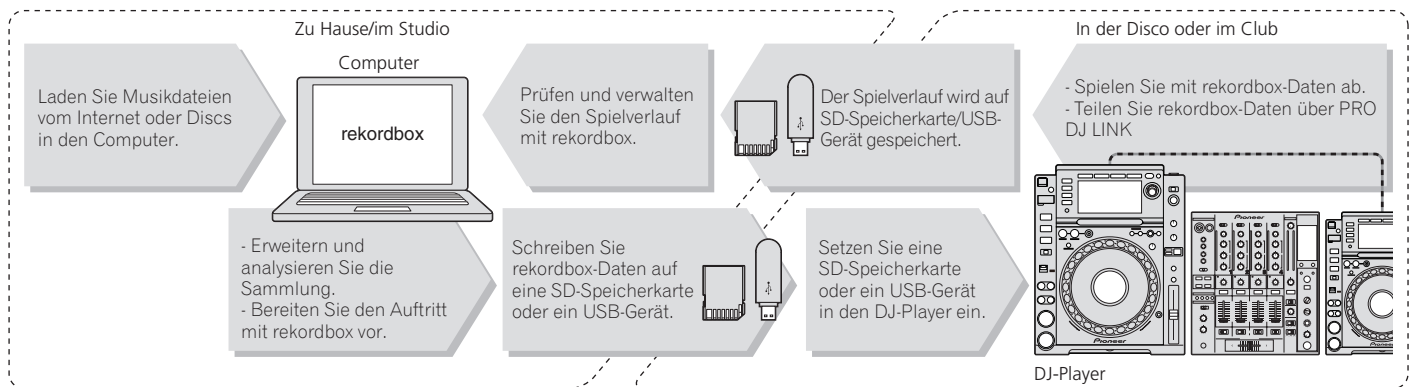 Zu Hause/im Studio
In der Disco oder im Club
Laden Sie Musikdateien
vom Internet oder Discs
in den Computer.
Computer
rekordbox
Prüfen und verwalten
Sie den Spielverlauf
mit rekordbox.
Der Spielverlauf wird auf
SD-Speicherkarte/USB-
Gerät gespeichert.
- Spielen Sie mit rekordbox-Daten ab.
- Teilen Sie rekordbox-Daten über PRO
DJ LINK
- Erweitern und
analysieren Sie die
Sammlung.
- Bereiten Sie den Auftritt
mit rekordbox vor.
Schreiben Sie
rekordbox-Daten auf
eine SD-Speicherkarte
oder ein USB-Gerät.
Setzen Sie eine
SD-Speicherkarte
oder ein USB-Gerät
in den DJ-Player ein.
Pioneer
Pioneer
Pioneer
DJ-Player